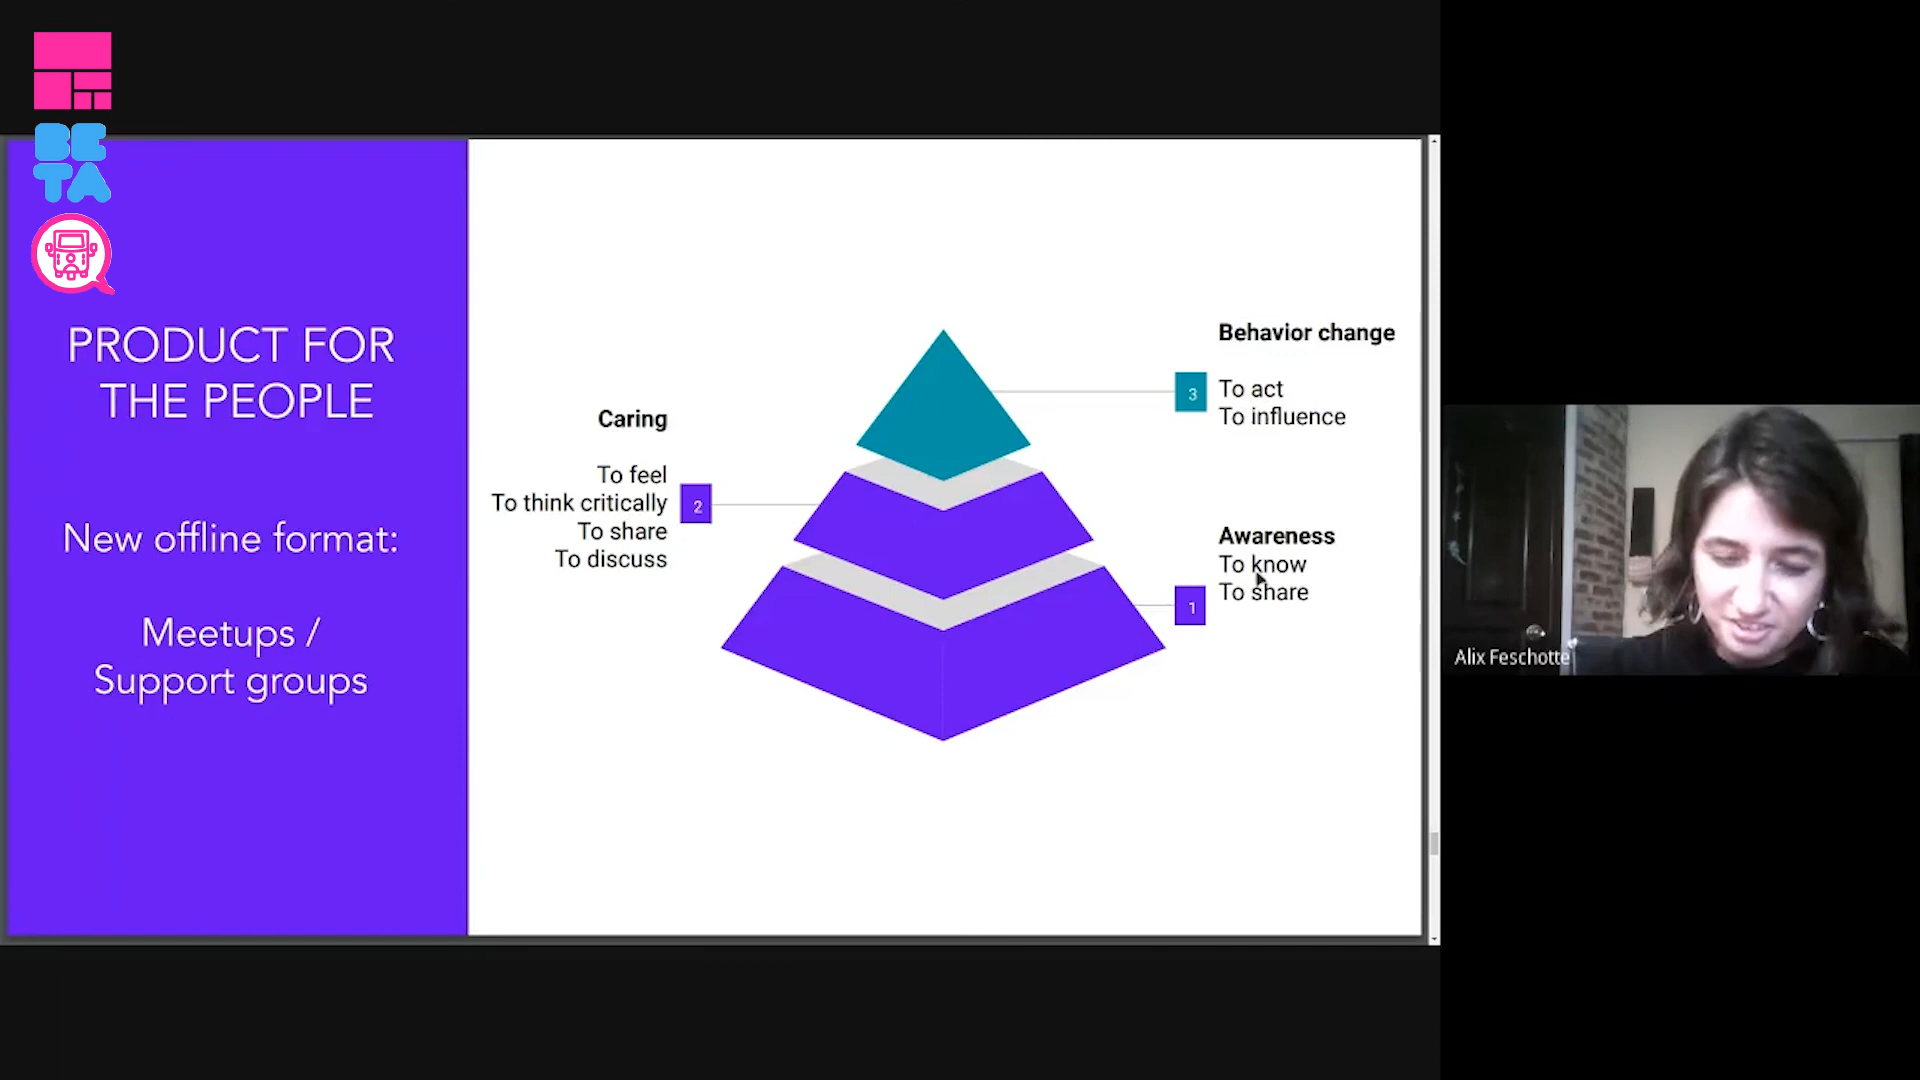 BE
TA
PRODUCT FOR
THE PEOPLE
New offline format:
Meetups /
Support groups
Caring
To feel
To think critically
To share
To discuss
2
Behavior change
3
To act
To influence
Awareness
To know
To share
1
Alix Feschotte